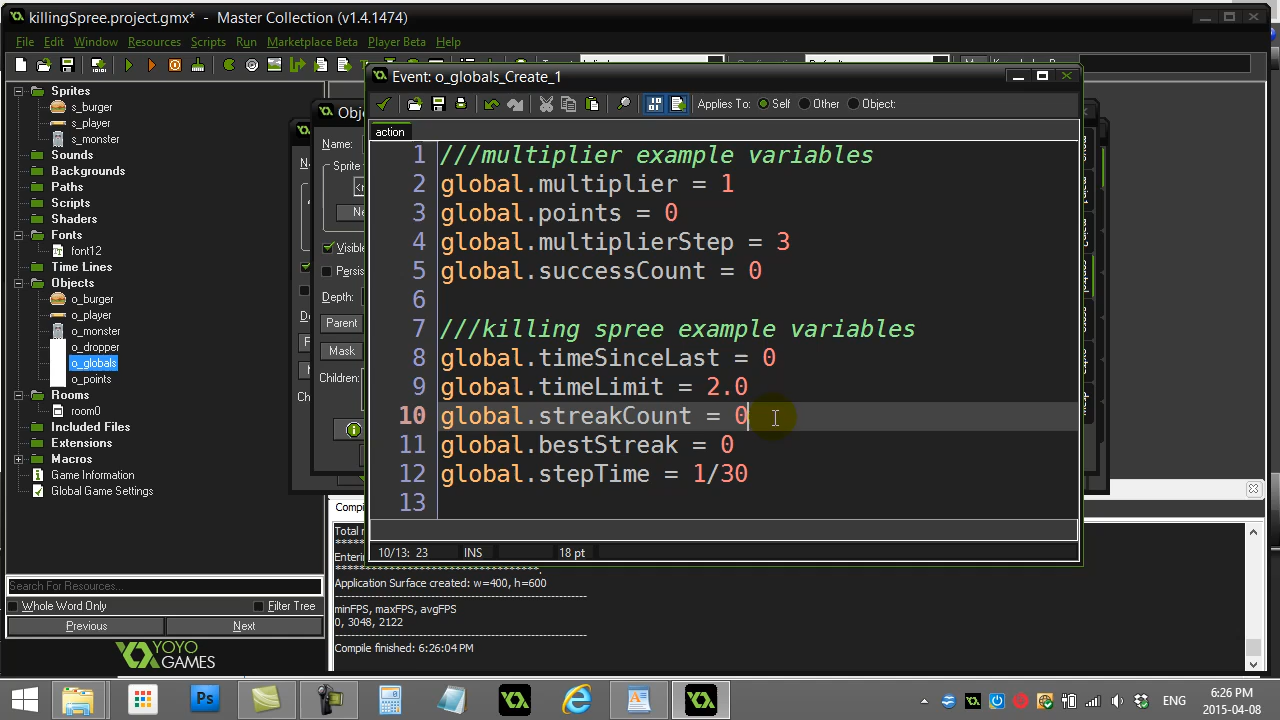 killingSpree.project.gmx* - Master Collection (v1.4.1474)
File Edit Window Resources Scripts Run Marketplace Beta Player Beta Help
Sprites
s_burger
s_player
s_monster
Sounds
Backgrounds
Paths
Scripts
Shaders
Fonts
font12
Time Lines
Objects
o_burger
o_player
o_monster
o_dropper
o_globals
o_points
Rooms
room0
Included Files
Extensions
Macros
Game Information
Global Game Settings
Search For Resources...
Whole Word Only Filter Tree
Previous Next
YOYO
GAMES
Name:
Sprite
Visible
Persis
Depth:
Parent
Mask
Children:
Event: o_globals_Create_1
Applies To: Self Other Object:
action
1 ///multiplier example variables
2 global.multiplier = 1
3 global.points = 0
4 global.multiplierStep = 3
5 global.successCount = 0
6
7 ///killing spree example variables
8 global.timeSinceLast = 0
9 global.timeLimit = 2.0
10 global.streakCount = 0
11 global.bestStreak = 0
12 global.stepTime = 1/30
13
10/13: 23 INS 18 pt
Compi
Total r
Enterin
Application Surface created: w=400, h=600
minFPS, maxFPS, avgFPS
0, 3048, 2122
Compile finished: 6:26:04 PM
ENG
6:26 PM
2015-04-08